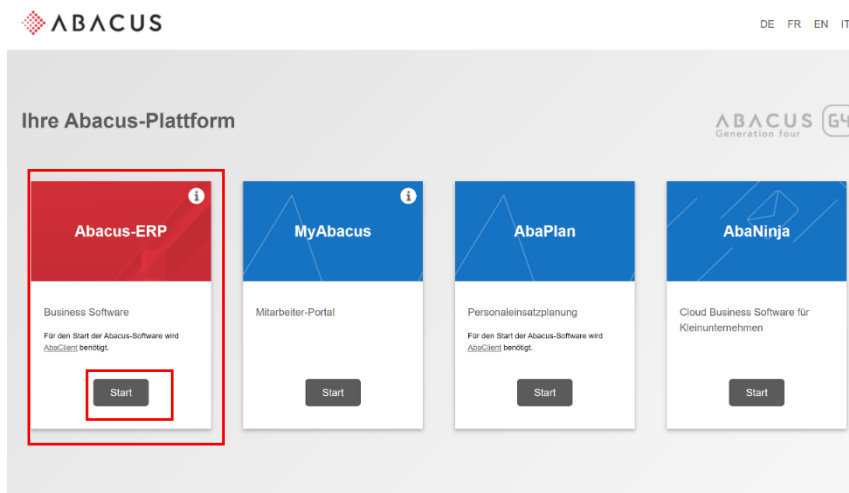 ABACUS
DE FR EN IT
Ihre Abacus-Plattform
ABACUS G4
Generation four
Abacus-ERP
Business Software
Für den Start der Abacus-Software wird
AbaClient benötigt.
Start
MyAbacus
Mitarbeiter-Portal
Start
AbaPlan
Personaleinsatzplanung
Für den Start der Abacus-Software wird
AbaClient benötigt.
Start
AbaNinja
Cloud Business Software für
Kleinunternehmen
Start